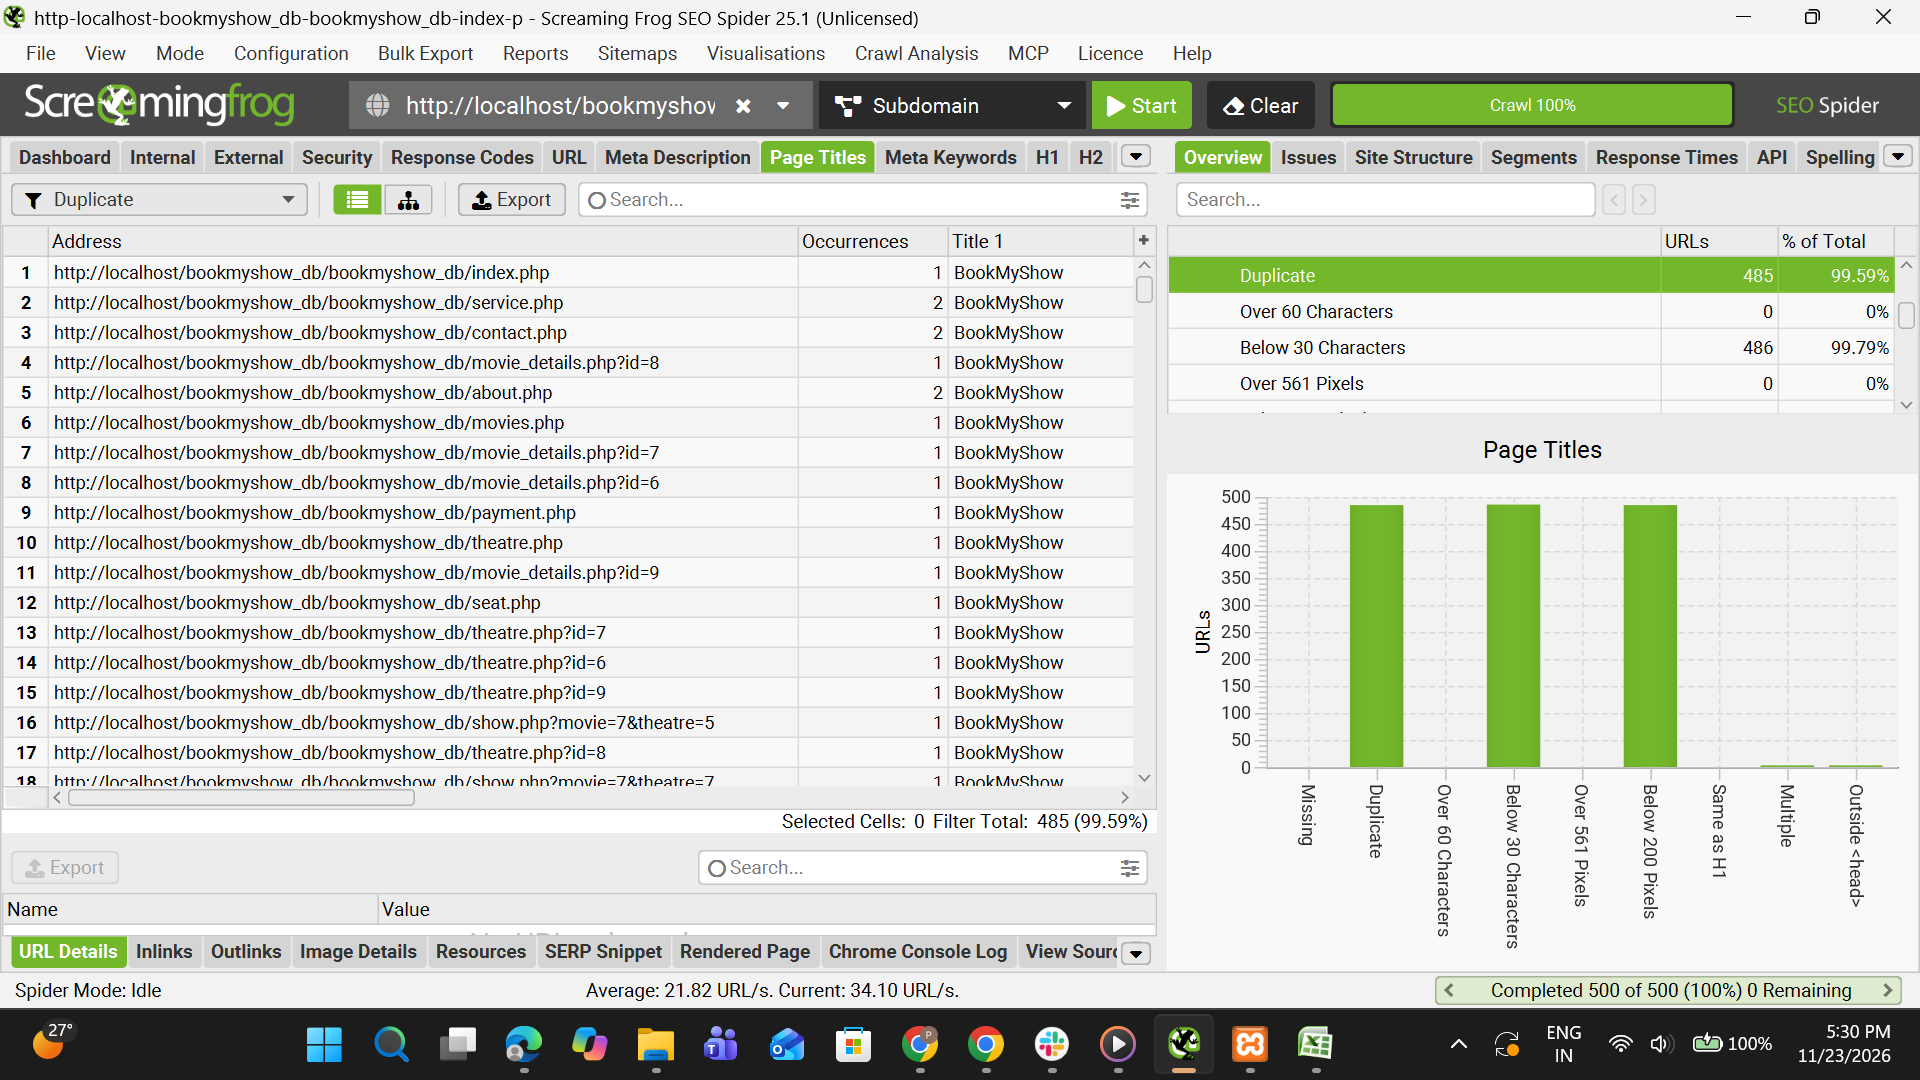 http-localhost-bookmyshow_db-bookmyshow_db-index-p - Screaming Frog SEO Spider 25.1 (Unlicensed)
File View Mode Configuration Bulk Export Reports Sitemaps Visualisations Crawl Analysis MCP Licence Help
Screamingfrog http://localhost/bookmyshov Subdomain Start Clear Crawl 100% SEO Spider
Dashboard Internal External Security Response Codes URL Meta Description Page Titles Meta Keywords H1 H2
Duplicate Export Search...
Address Occurrences Title 1 +
1 http://localhost/bookmyshow_db/bookmyshow_db/index.php 1 BookMyShow
2 http://localhost/bookmyshow_db/bookmyshow_db/service.php 2 BookMyShow
3 http://localhost/bookmyshow_db/bookmyshow_db/contact.php 2 BookMyShow
4 http://localhost/bookmyshow_db/bookmyshow_db/movie_details.php?id=8 1 BookMyShow
5 http://localhost/bookmyshow_db/bookmyshow_db/about.php 2 BookMyShow
6 http://localhost/bookmyshow_db/bookmyshow_db/movies.php 1 BookMyShow
7 http://localhost/bookmyshow_db/bookmyshow_db/movie_details.php?id=7 1 BookMyShow
8 http://localhost/bookmyshow_db/bookmyshow_db/movie_details.php?id=6 1 BookMyShow
9 http://localhost/bookmyshow_db/bookmyshow_db/payment.php 1 BookMyShow
10 http://localhost/bookmyshow_db/bookmyshow_db/theatre.php 1 BookMyShow
11 http://localhost/bookmyshow_db/bookmyshow_db/movie_details.php?id=9 1 BookMyShow
12 http://localhost/bookmyshow_db/bookmyshow_db/seat.php 1 BookMyShow
13 http://localhost/bookmyshow_db/bookmyshow_db/theatre.php?id=7 1 BookMyShow
14 http://localhost/bookmyshow_db/bookmyshow_db/theatre.php?id=6 1 BookMyShow
15 http://localhost/bookmyshow_db/bookmyshow_db/theatre.php?id=9 1 BookMyShow
16 http://localhost/bookmyshow_db/bookmyshow_db/show.php?movie=7&theatre=5 1 BookMyShow
17 http://localhost/bookmyshow_db/bookmyshow_db/theatre.php?id=8 1 BookMyShow
18 http://localhost/bookmyshow_db/bookmyshow_db/show.php?movie=7&theatre=7 1 BookMyShow
Selected Cells: 0 Filter Total: 485 (99.59%)
Export Search...
Name Value
URL Details Inlinks Outlinks Image Details Resources SERP Snippet Rendered Page Chrome Console Log View Sourc
Overview Issues Site Structure Segments Response Times API Spelling
Search...
URLs % of Total
Duplicate 485 99.59%
Over 60 Characters 0 0%
Below 30 Characters 486 99.79%
Over 561 Pixels 0 0%
Page Titles
URLs
500
450
400
350
300
250
200
150
100
50
0
Missing
Duplicate
Over 60 Characters
Below 30 Characters
Over 561 Pixels
Below 200 Pixels
Same as H1
Multiple
Outside <head>
Spider Mode: Idle Average: 21.82 URL/s. Current: 34.10 URL/s. Completed 500 of 500 (100%) 0 Remaining
27° ENG IN 100% 5:30 PM 11/23/2026